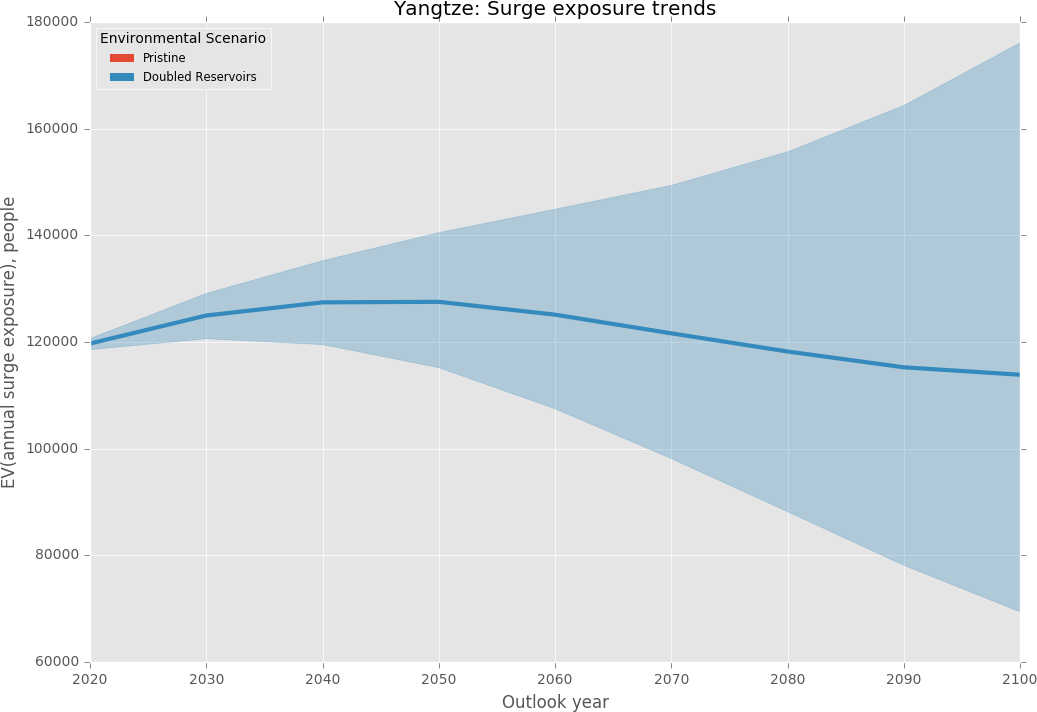 Yangtze: Surge exposure trends
Environmental Scenario
Pristine
Doubled Reservoirs
EV(annual surge exposure), people
180000
160000
140000
120000
100000
80000
60000
2020 2030 2040 2050 2060 2070 2080 2090 2100
Outlook year